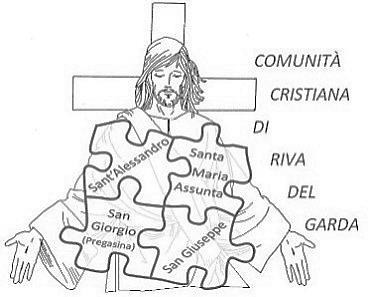 COMUNITÀ
CRISTIANA
DI
RIVA
DEL
GARDA
Sant'Alessandro
Santa
Maria
Assunta
San
Giorgio
(Pregasina)
San Giuseppe